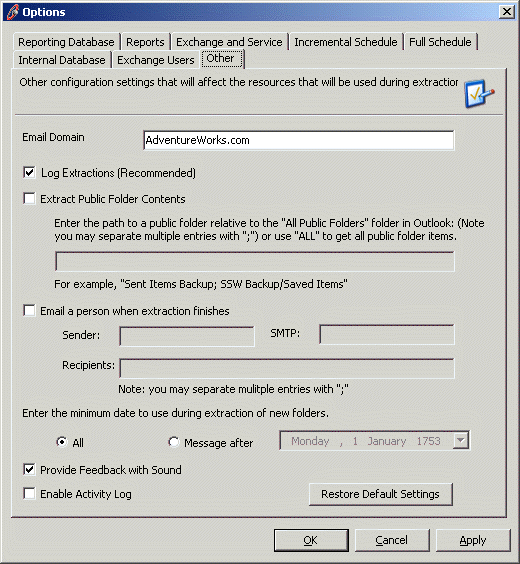 Options
Reporting Database Reports Exchange and Service Incremental Schedule Full Schedule
Internal Database Exchange Users Other
Other configuration settings that will affect the resources that will be used during extraction
Email Domain AdventureWorks.com
Log Extractions (Recommended)
Extract Public Folder Contents
Enter the path to a public folder relative to the "All Public Folders" folder in Outlook: (Note
you may separate multiple entries with ";") or use "ALL" to get all public folder items.
For example, "Sent Items Backup; SSW Backup/Saved Items"
Email a person when extraction finishes
Sender: SMTP:
Recipients:
Note: you may separate mulitple entries with ";"
Enter the minimum date to use during extraction of new folders.
All Message after Monday , 1 January 1753
Provide Feedback with Sound
Enable Activity Log Restore Default Settings
OK Cancel Apply